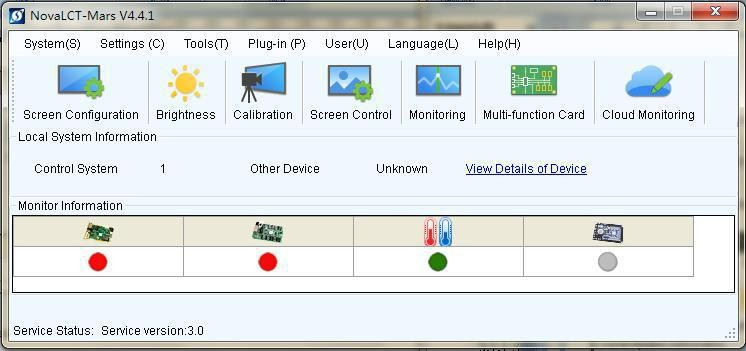 NovaLCT-Mars V4.4.1
System(S) Settings (C) Tools(T) Plug-in (P) User(U) Language(L) Help(H)
Screen Configuration Brightness Calibration Screen Control Monitoring Multi-function Card Cloud Monitoring
Local System Information
Control System 1 Other Device Unknown View Details of Device
Monitor Information
Service Status: Service version:3.0